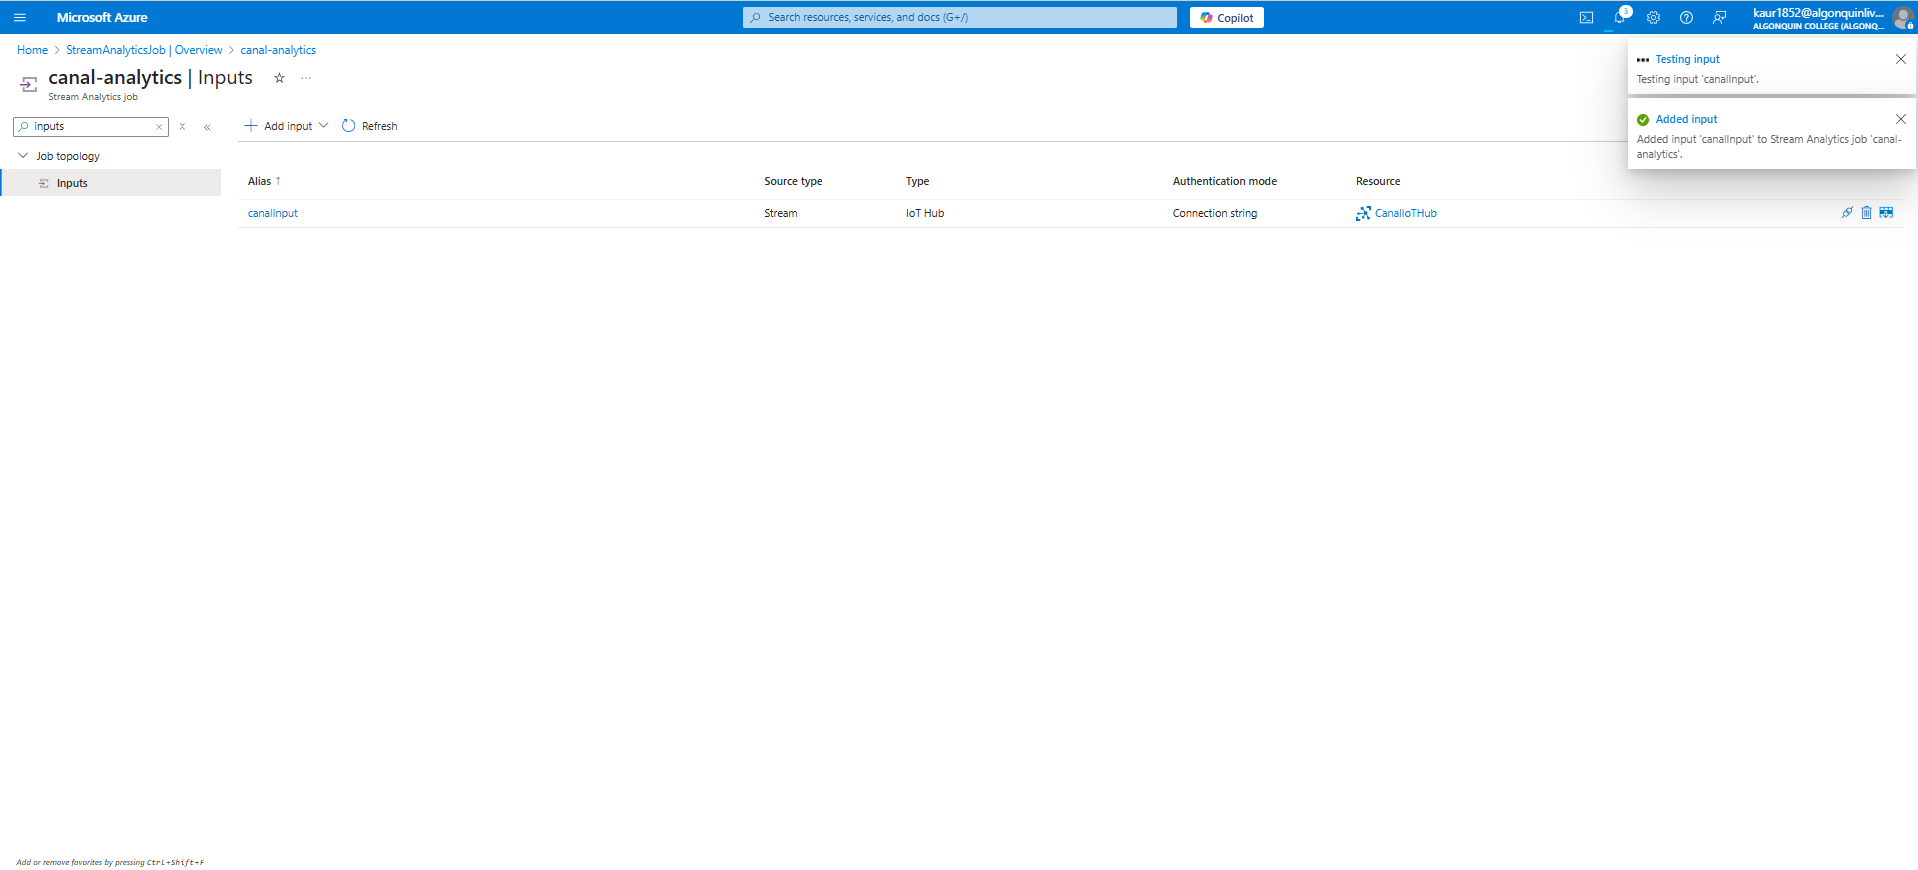 Microsoft Azure
Search resources, services, and docs (G+/)
Copilot
3
kaur1852@algonquinliv...
ALGONQUIN COLLEGE (ALGONQ...
Home > StreamAnalyticsJob | Overview > canal-analytics
canal-analytics | Inputs
Stream Analytics job
Testing input
Testing input 'canalInput'.
Added input
Added input 'canalInput' to Stream Analytics job 'canal-
analytics'.
inputs
Add input
Refresh
Job topology
Inputs
Alias ↑ Source type Type Authentication mode Resource
canalInput Stream IoT Hub Connection string CanalIoTHub
Add or remove favorites by pressing Ctrl+Shift+F